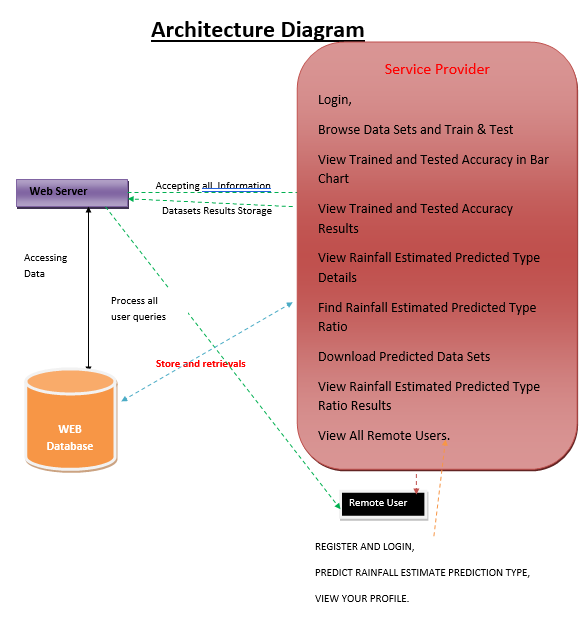 Architecture Diagram
Service Provider
Login,
Browse Data Sets and Train & Test
View Trained and Tested Accuracy in Bar
Chart
View Trained and Tested Accuracy
Results
View Rainfall Estimated Predicted Type
Details
Find Rainfall Estimated Predicted Type
Ratio
Download Predicted Data Sets
View Rainfall Estimated Predicted Type
Ratio Results
View All Remote Users.
Web Server
Accepting all Information
Datasets Results Storage
Accessing
Data
Process all
user queries
Store and retrievals
WEB
Database
Remote User
REGISTER AND LOGIN,
PREDICT RAINFALL ESTIMATE PREDICTION TYPE,
VIEW YOUR PROFILE.